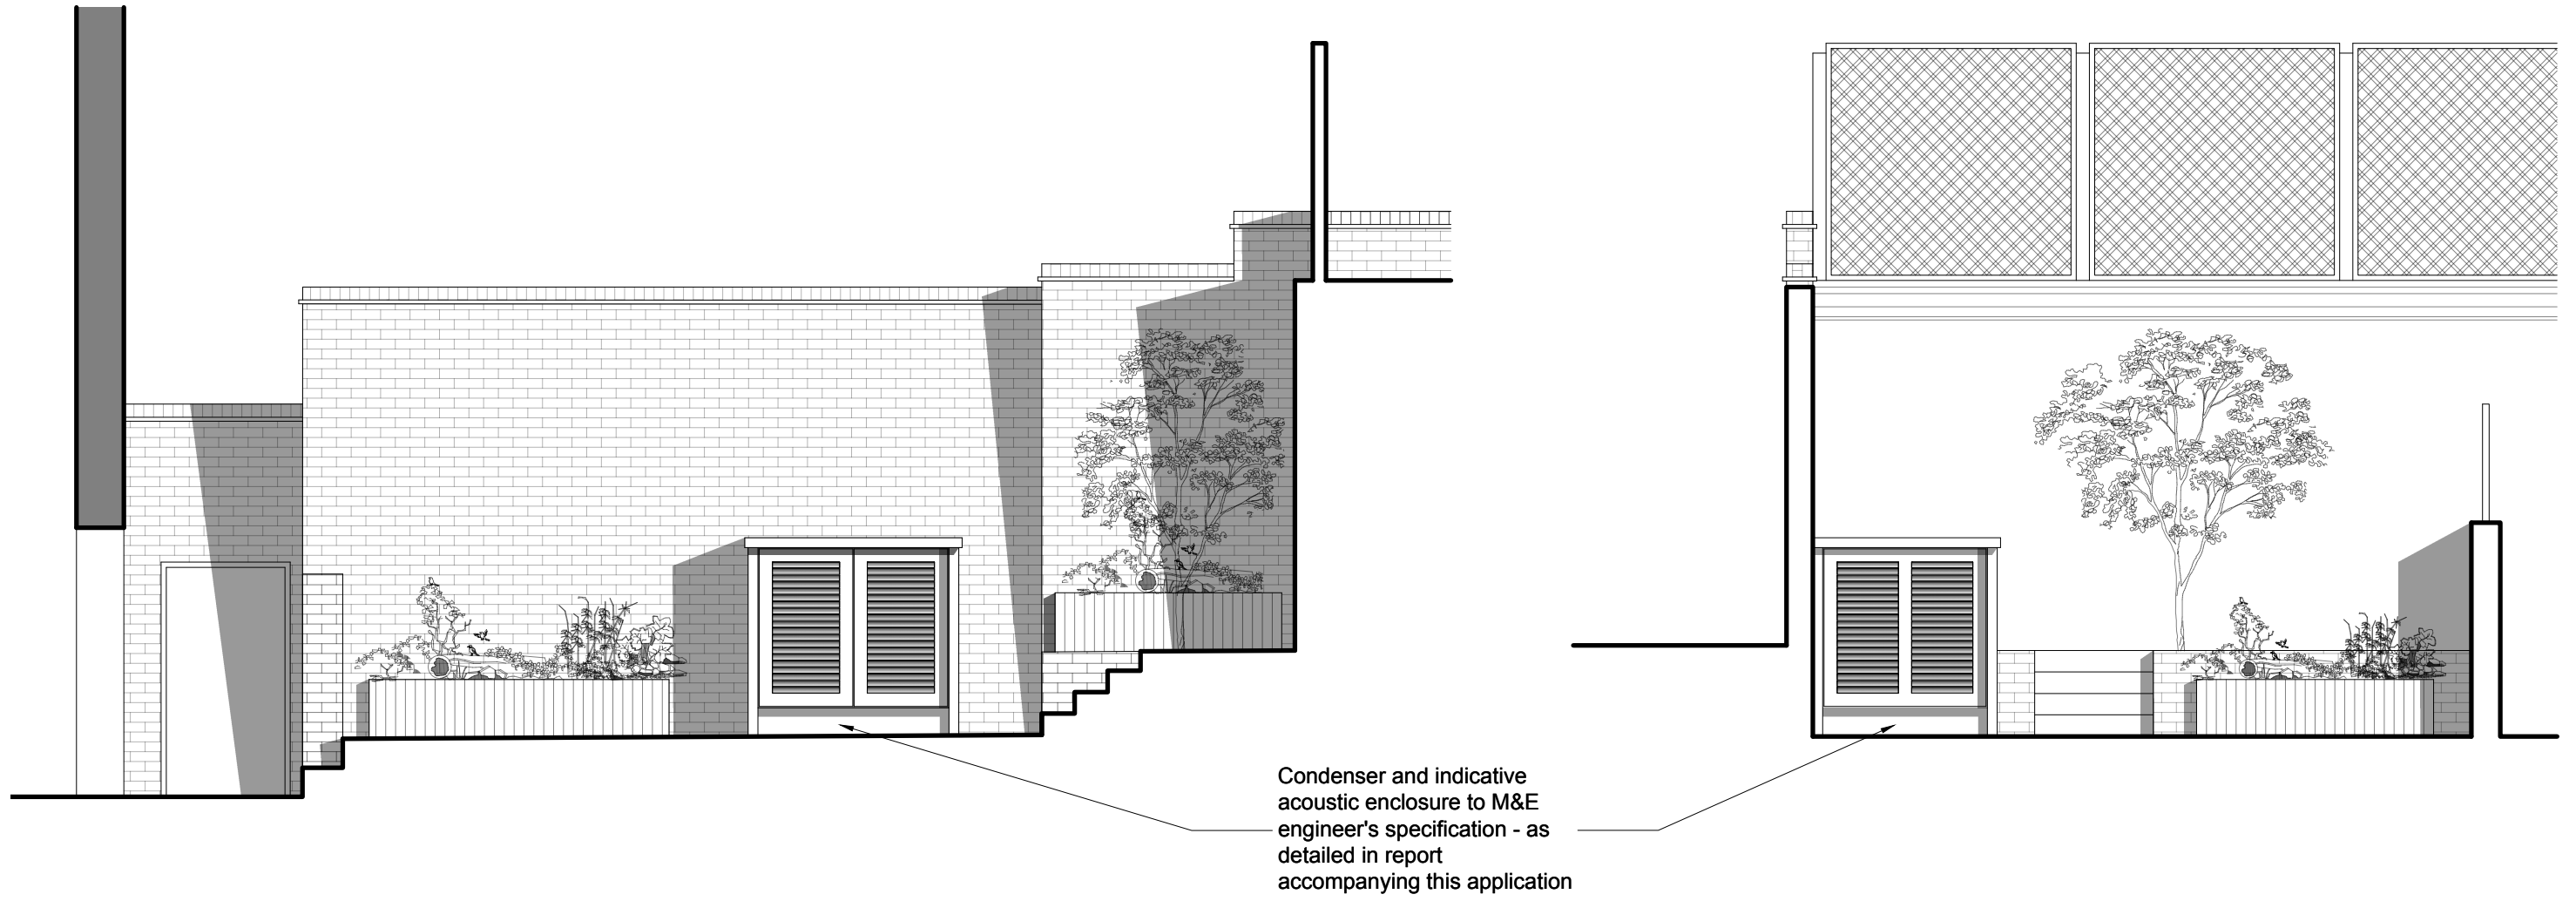 Condenser and indicative
acoustic enclosure to M&E
engineer's specification - as
detailed in report
accompanying this application